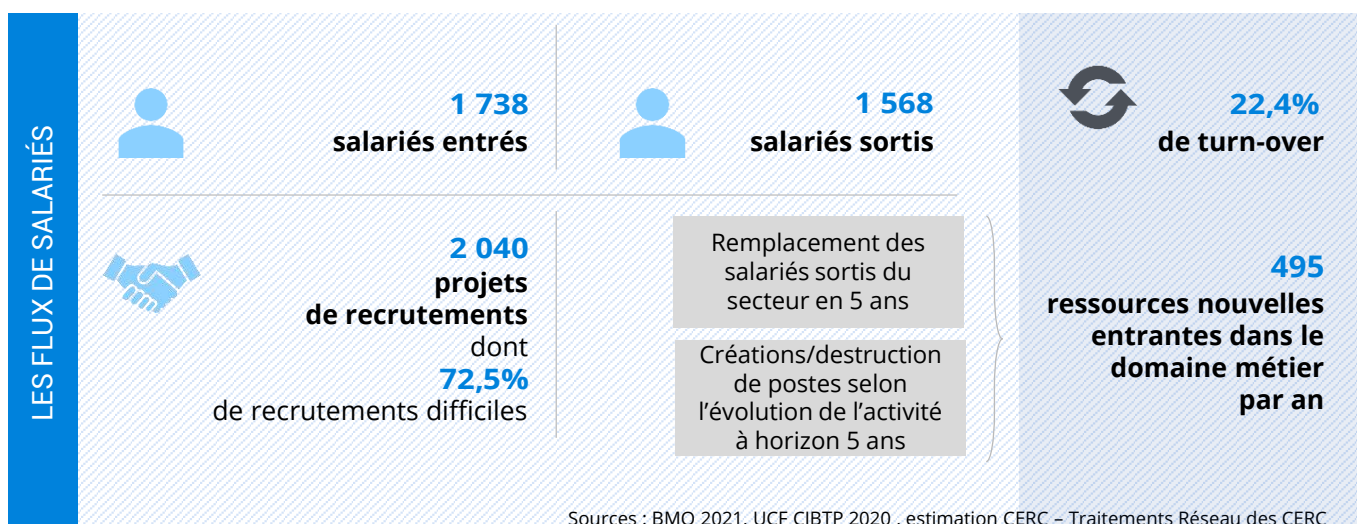 LES FLUX DE SALARIÉS
1 738
salariés entrés
1 568
salariés sortis
22,4%
de turn-over
2 040
projets
de recrutements
dont
72,5%
de recrutements difficiles
Remplacement des
salariés sortis du
secteur en 5 ans
Créations/destruction
de postes selon
l'évolution de l'activité
à horizon 5 ans
495
ressources nouvelles
entrantes dans le
domaine métier
par an
Sources : BMO 2021, UCF CIBTP 2020 , estimation CERC – Traitements Réseau des CERC